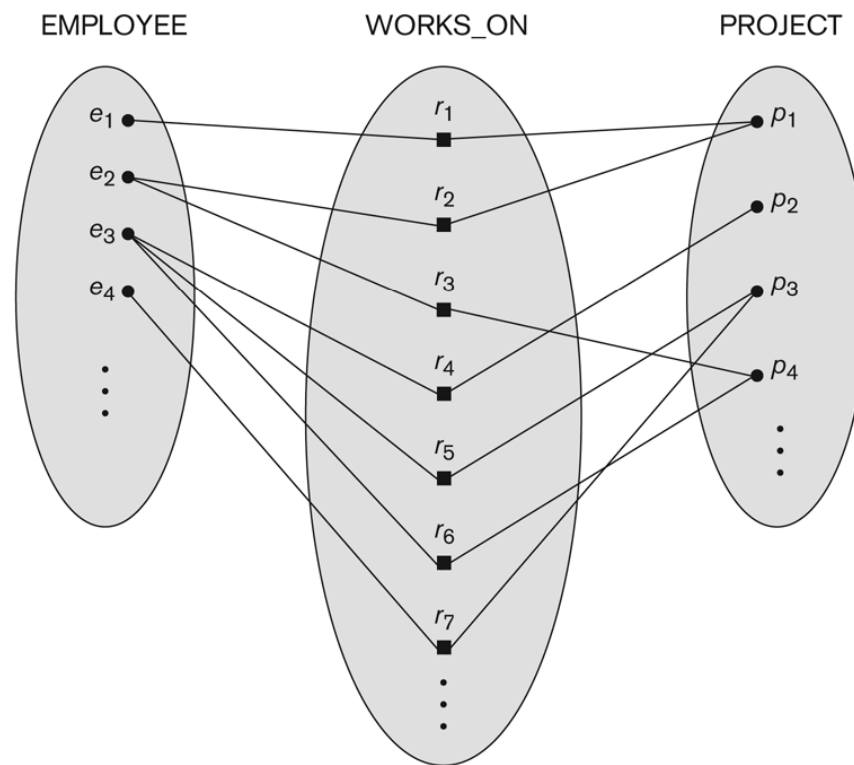 EMPLOYEE WORKS_ON PROJECT
e1
e2
e3
e4
r1
r2
r3
r4
r5
r6
r7
p1
p2
p3
p4